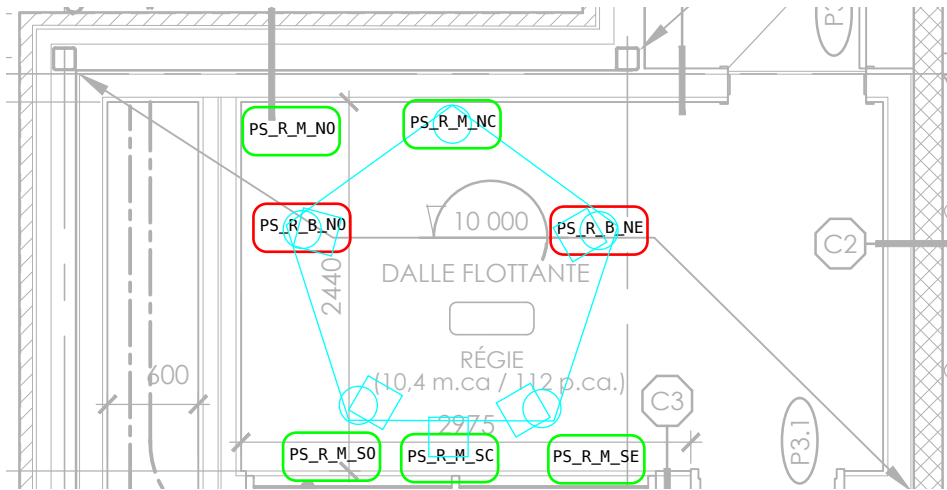 PS_R_M_NO
PS_R_M_NC
PS_R_B_NO
10 000
PS_R_B_NE
C2
DALLE FLOTTANTE
2440
RÉGIE
(10,4 m.ca / 112 p.ca.)
600
C3
2975
P3.1
PS_R_M_SO
PS_R_M_SC
PS_R_M_SE